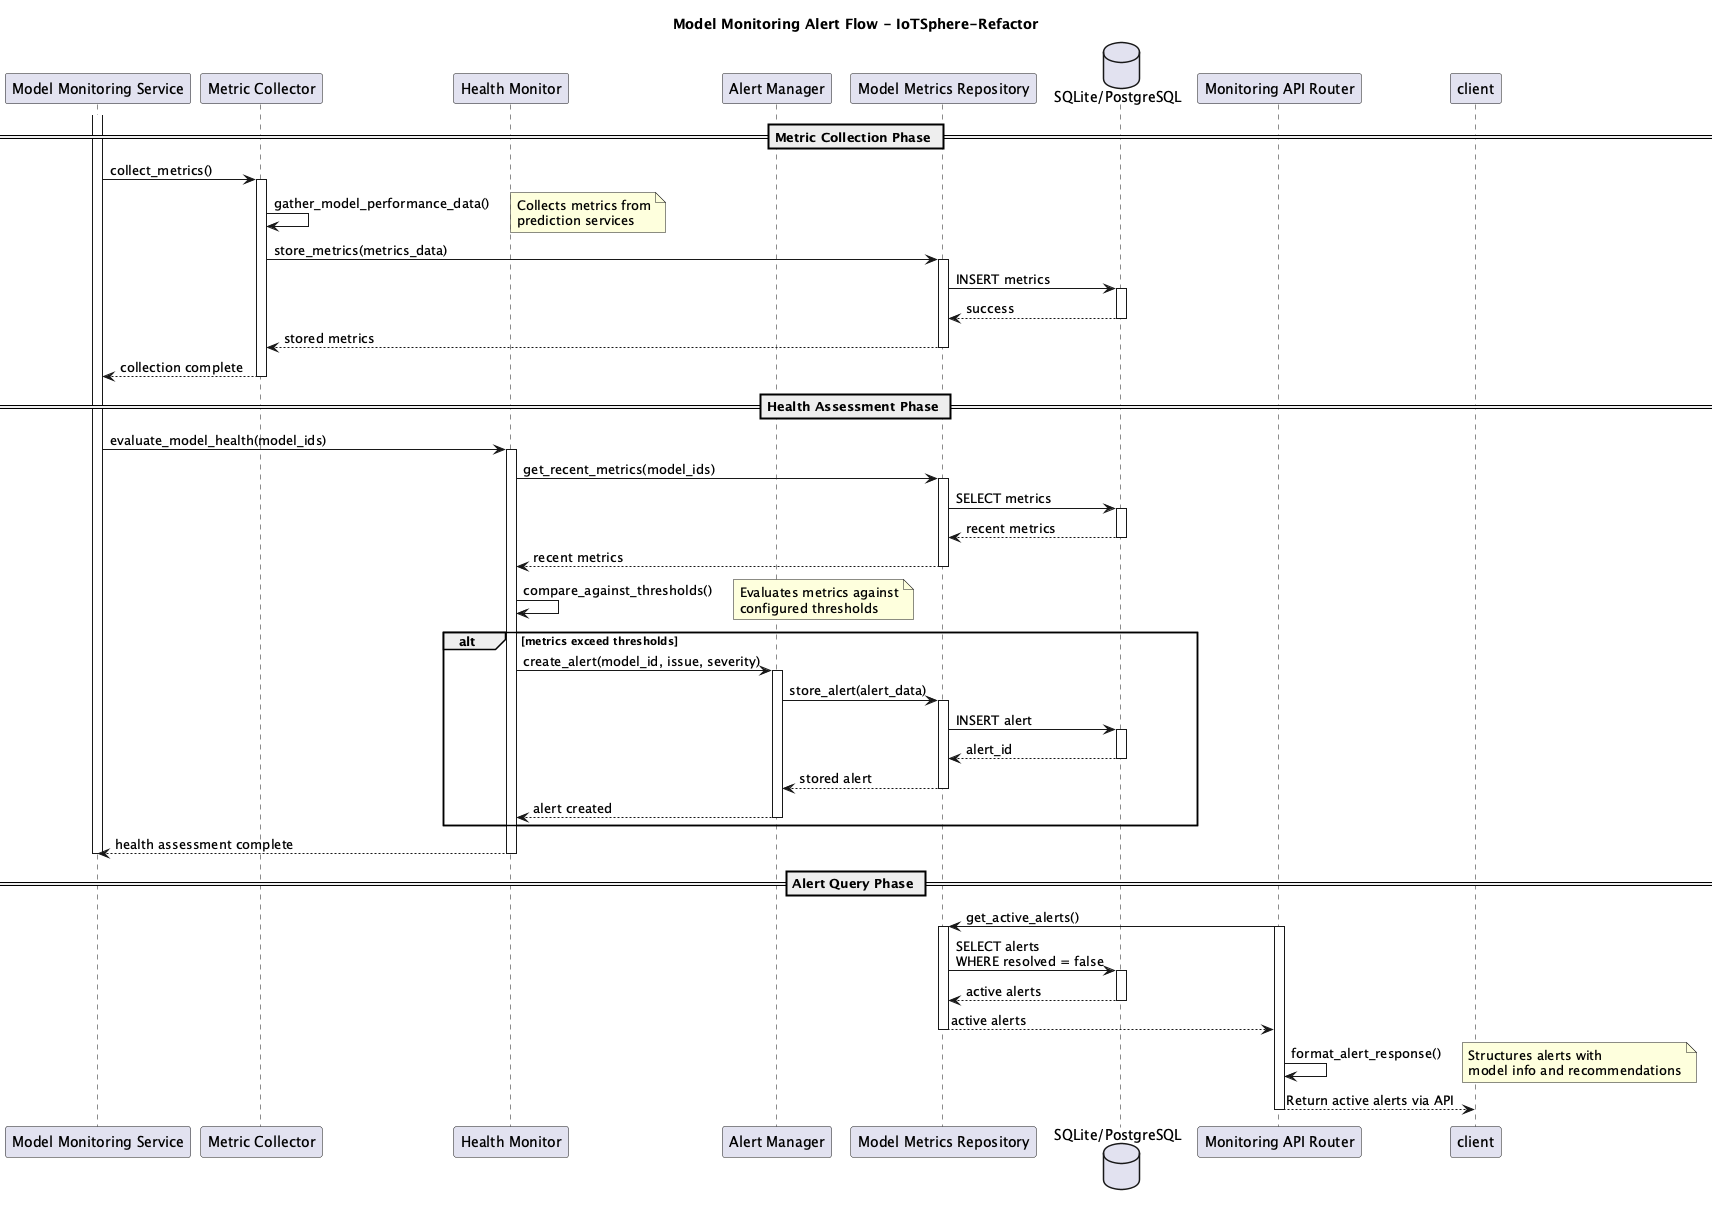 Model Monitoring Alert Flow - IoTSphere-Refactor
Model Monitoring Service
Metric Collector
Health Monitor
Alert Manager
Model Metrics Repository
SQLite/PostgreSQL
Monitoring API Router
client
Metric Collection Phase
collect_metrics()
gather_model_performance_data()
Collects metrics from
prediction services
store_metrics(metrics_data)
INSERT metrics
success
stored metrics
collection complete
Health Assessment Phase
evaluate_model_health(model_ids)
get_recent_metrics(model_ids)
SELECT metrics
recent metrics
recent metrics
compare_against_thresholds()
Evaluates metrics against
configured thresholds
alt
[metrics exceed thresholds]
create_alert(model_id, issue, severity)
store_alert(alert_data)
INSERT alert
alert_id
stored alert
alert created
health assessment complete
Alert Query Phase
get_active_alerts()
SELECT alerts
WHERE resolved = false
active alerts
active alerts
format_alert_response()
Structures alerts with
model info and recommendations
Return active alerts via API
Model Monitoring Service
Metric Collector
Health Monitor
Alert Manager
Model Metrics Repository
SQLite/PostgreSQL
Monitoring API Router
client